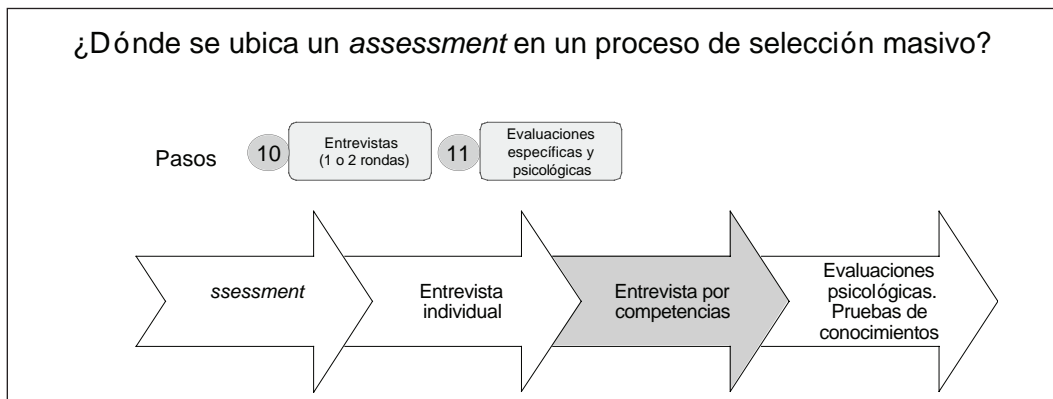 ¿Dónde se ubica un assessment en un proceso de selección masivo?
Pasos
10
Entrevistas
(1 o 2 rondas)
11
Evaluaciones
específicas y
psicológicas
ssessment
Entrevista
individual
Entrevista por
competencias
Evaluaciones
psicológicas.
Pruebas de
conocimientos